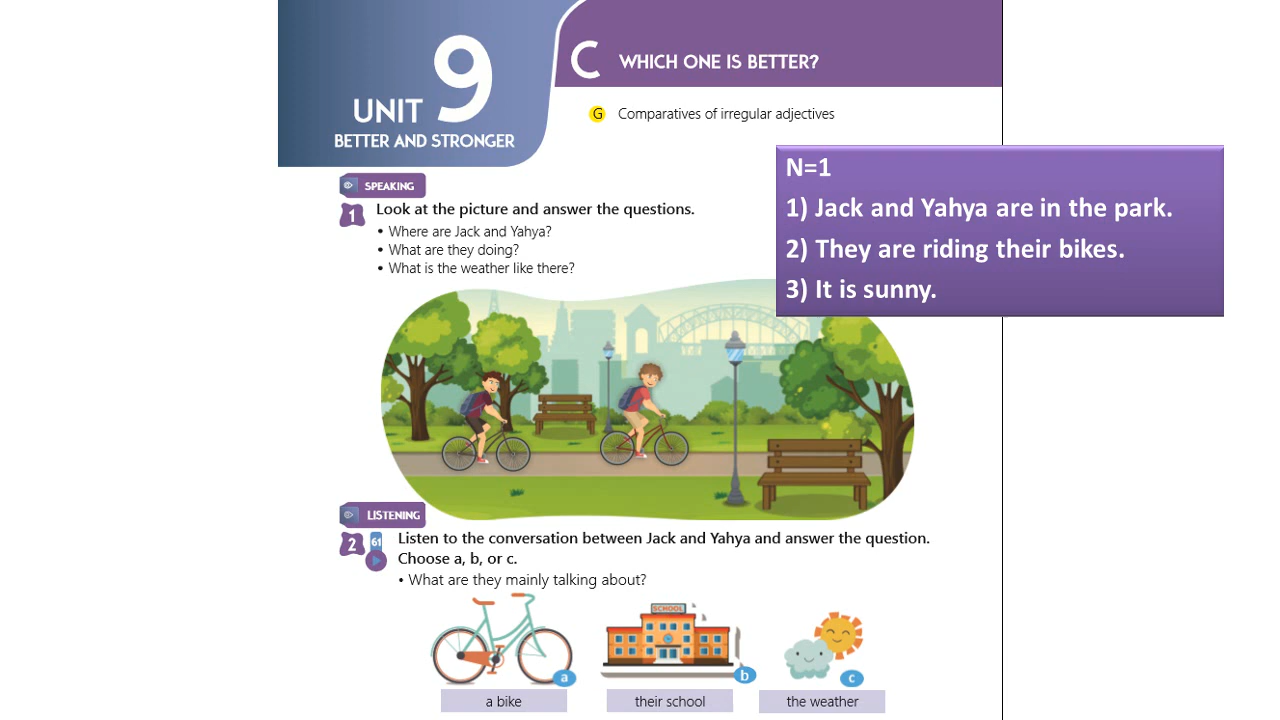 UNIT 9
BETTER AND STRONGER
C WHICH ONE IS BETTER?
G Comparatives of irregular adjectives
SPEAKING
1 Look at the picture and answer the questions.
• Where are Jack and Yahya?
• What are they doing?
• What is the weather like there?
N=1
1) Jack and Yahya are in the park.
2) They are riding their bikes.
3) It is sunny.
LISTENING
2 61 Listen to the conversation between Jack and Yahya and answer the question.
Choose a, b, or c.
• What are they mainly talking about?
SCHOOL
a
b
c
a bike
their school
the weather